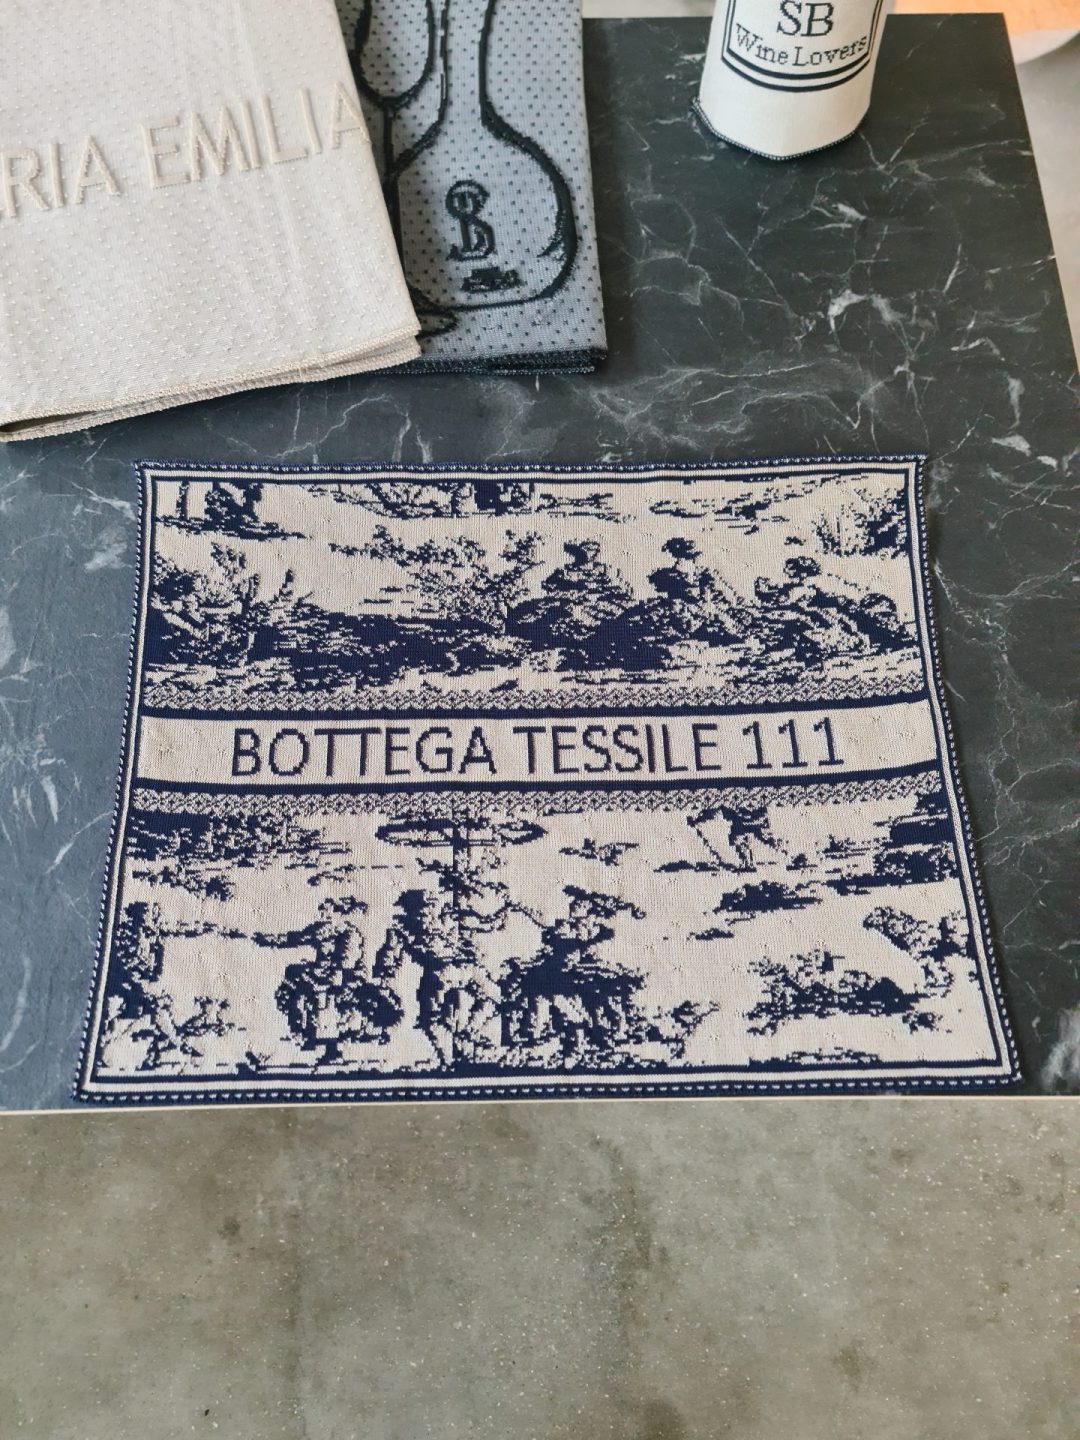 SB
Wine Lovers
RIA EMILIA
SB
BOTTEGA TESSILE 111